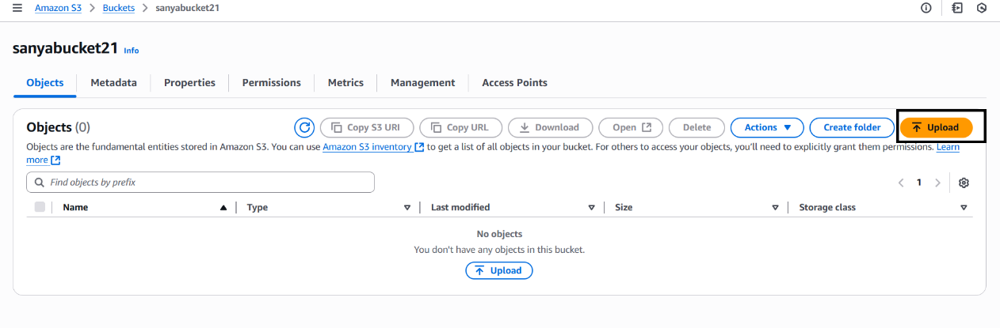 Amazon S3 > Buckets > sanyabucket21
sanyabucket21 Info
Objects Metadata Properties Permissions Metrics Management Access Points
Objects (0) Copy S3 URI Copy URL Download Open Delete Actions Create folder Upload
Objects are the fundamental entities stored in Amazon S3. You can use Amazon S3 inventory to get a list of all objects in your bucket. For others to access your objects, you'll need to explicitly grant them permissions. Learn
more
Find objects by prefix 1
Name Type Last modified Size Storage class
No objects
You don't have any objects in this bucket.
Upload